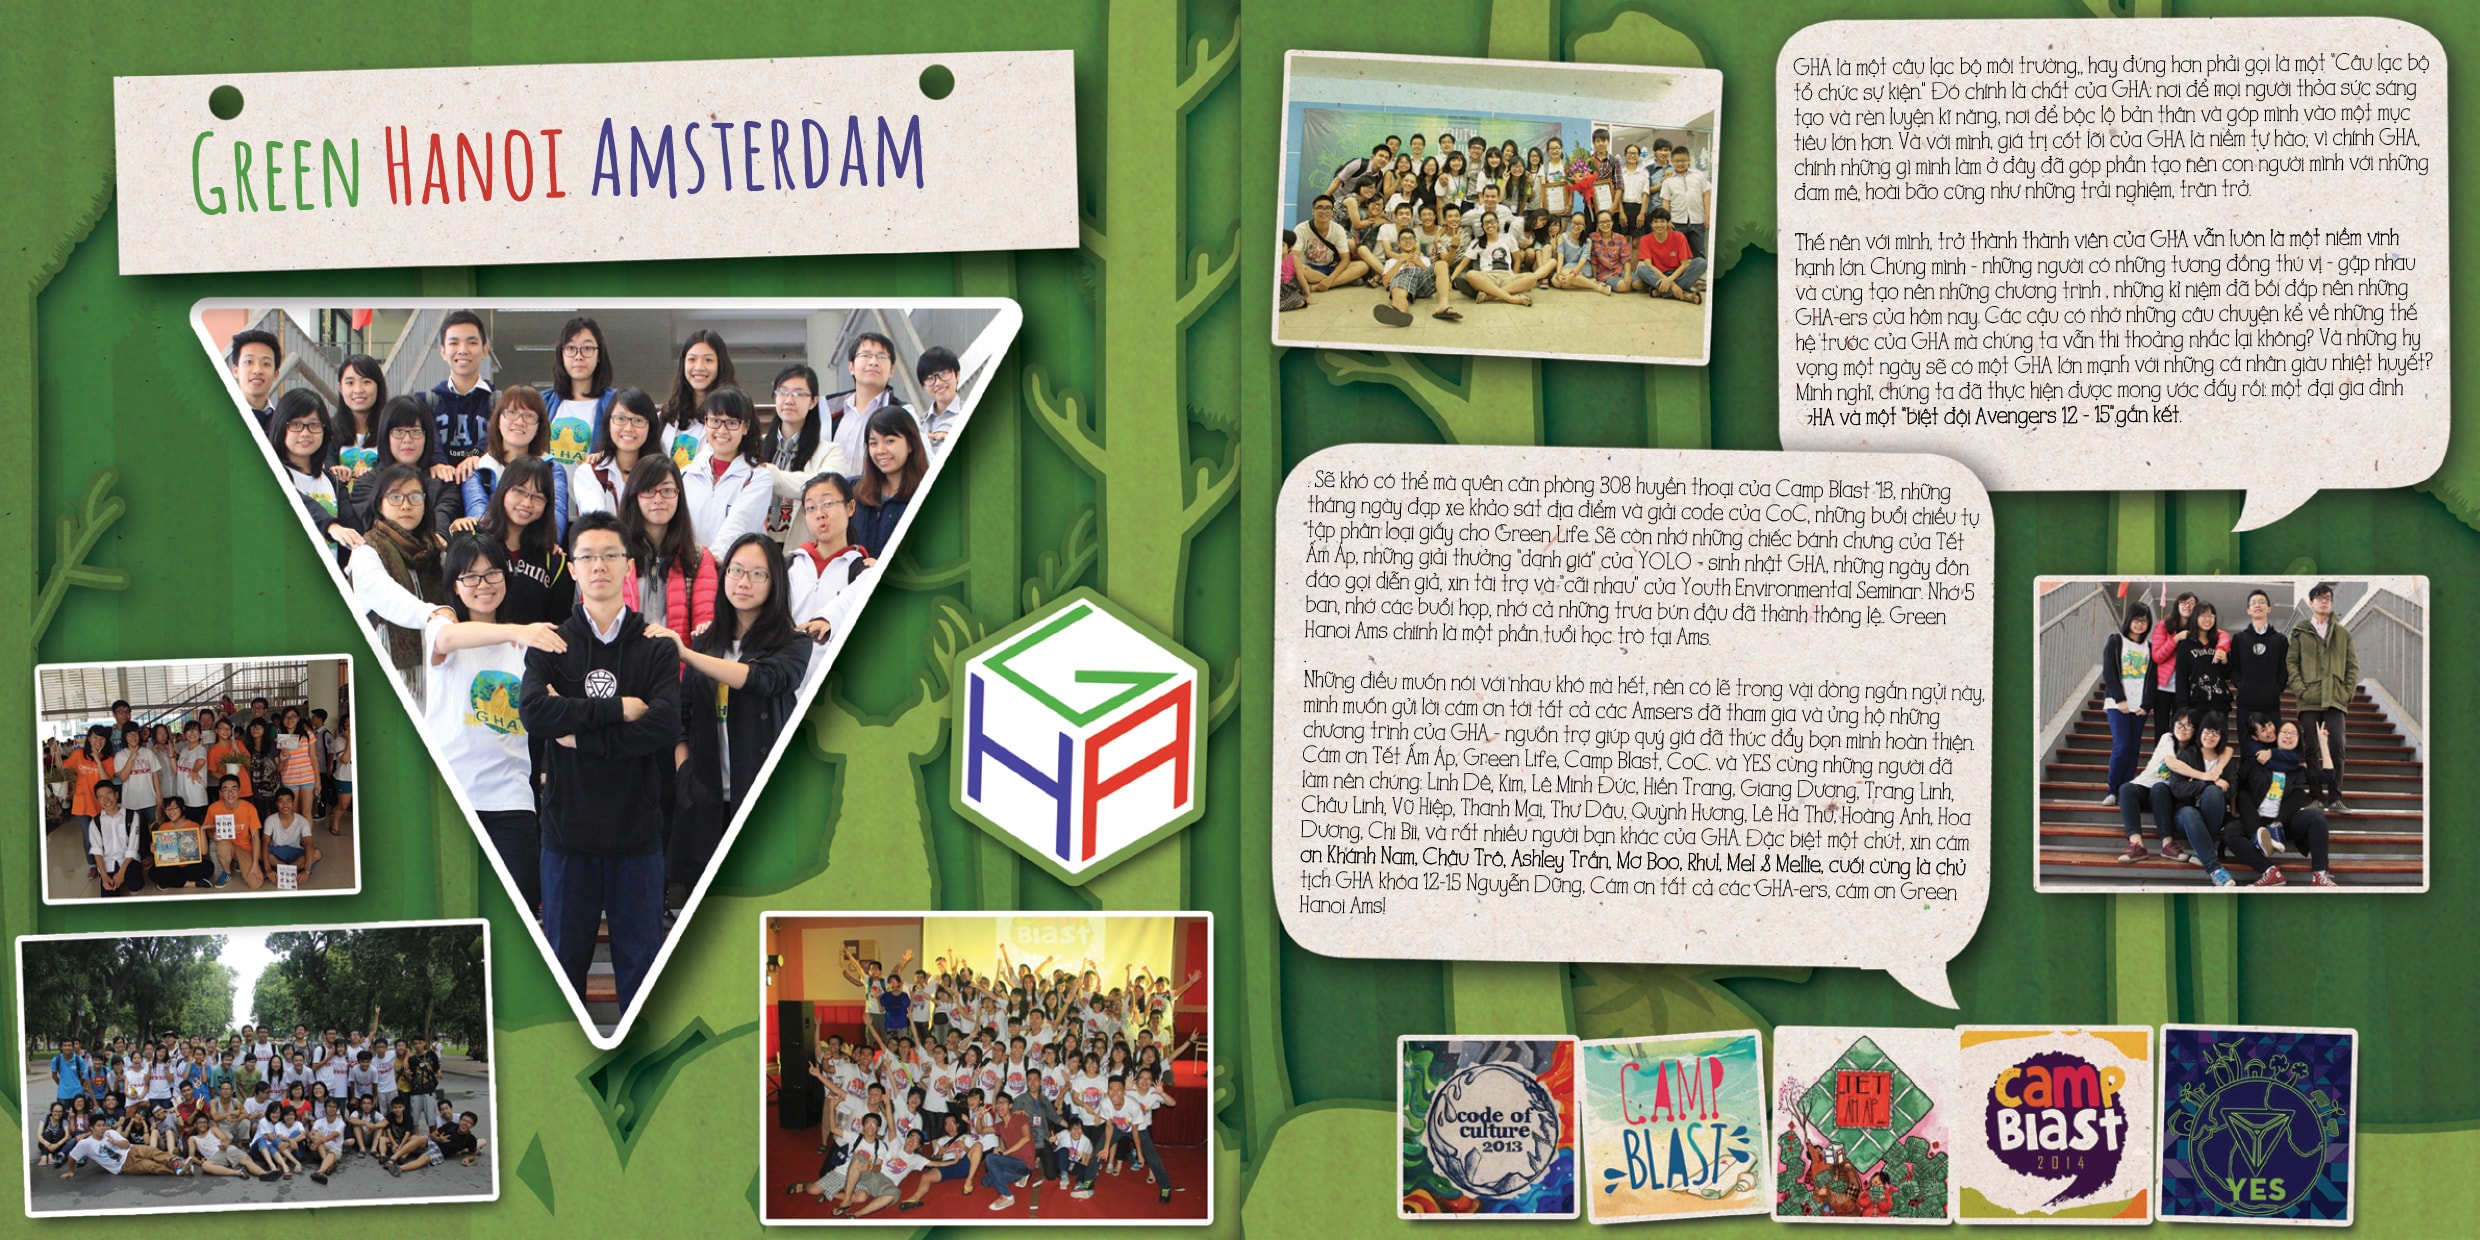 GREEN HANOI AMSTERDAM
GHA là một câu lạc bộ môi trường,, hay đúng hơn phải gọi là một "Câu lạc bộ
tổ chức sự kiện." Đó chính là chất của GHA: nơi để mọi người thỏa sức sáng
tạo và rèn luyện kĩ năng, nơi để bộc lộ bản thân và góp mình vào một mục
tiêu lớn hơn. Và với mình, giá trị cốt lõi của GHA là niềm tự hào; vì chính GHA,
chính những gì mình làm ở đây đã góp phần tạo nên con người mình với những
đam mê, hoài bão cũng như những trải nghiệm, trăn trở.
Thế nên với mình, trở thành thành viên của GHA vẫn luôn là một niềm vinh
hạnh lớn. Chúng mình - những người có những tương đồng thú vị - gặp nhau
và cùng tạo nên những chương trình , những kỉ niệm đã bồi đắp nên những
GHA-ers của hôm nay. Các cậu có nhớ những câu chuyện kể về những thế
hệ trước của GHA mà chúng ta vẫn thi thoảng nhắc lại không? Và những hy
vọng một ngày sẽ có một GHA lớn mạnh với những cá nhân giàu nhiệt huyết?
Mình nghĩ, chúng ta đã thực hiện được mong ước đấy rồi: một đại gia đình
GHA và một "biệt đội Avengers 12 - 15" gắn kết.
. Sẽ khó có thể mà quên căn phòng 308 huyền thoại của Camp Blast '13, những
tháng ngày đạp xe khảo sát địa điểm và giải code của CoC, những buổi chiều tụ
tập phân loại giấy cho Green Life. Sẽ còn nhớ những chiếc bánh chưng của Tết
Ấm Áp, những giải thưởng "danh giá" của YOLO - sinh nhật GHA, những ngày đôn
đáo gọi diễn giả, xin tài trợ và "cãi nhau" của Youth Environmental Seminar. Nhớ 5
ban, nhớ các buổi họp, nhớ cả những trưa bún đậu đã thành thông lệ. Green
Hanoi Ams chiính là một phần tuổi học trò tại Ams.
.
Những điều muốn nói với nhau khó mà hết, nên có lẽ trong vài dòng ngắn ngủi này,
mình muốn gửi lời cám ơn tới tất cả các Amsers đã tham gia và ủng hộ những
chương trình của GHA - nguồn trợ giúp quý giá đã thúc đẩy bọn mình hoàn thiện.
Cám ơn Tết Ấm Áp, Green Life, Camp Blast, CoC. và YES cùng những người đã
làm nên chúng: Linh Dê, Kim, Lê Minh Đức, Hiền Trang, Giang Dương, Trang Linh,
Châu Linh, Vũ Hiệp, Thanh Mai, Thư Dâu, Quỳnh Hương, Lê Hà Thu, Hoàng Anh, Hoa
Dương, Chi Bii, và rất nhiều người bạn khác của GHA. Đặc biệt một chút, xin cám
ơn Khánh Nam, Châu Trô, Ashley Trần, Mơ Boo, Rhul, Mel & Mellie, cuối cùng là chủ
tịch GHA khóa 12-15 Nguyễn Dũng, Cám ơn tất cả các GHA-ers, cám ơn Green
Hanoi Ams!
GHA
GHA
GHA
GAP
CAMP
Blast
code of
culture
2013
CAMP
BLAST
TET
AM AP
camp
Blast
2014
YES